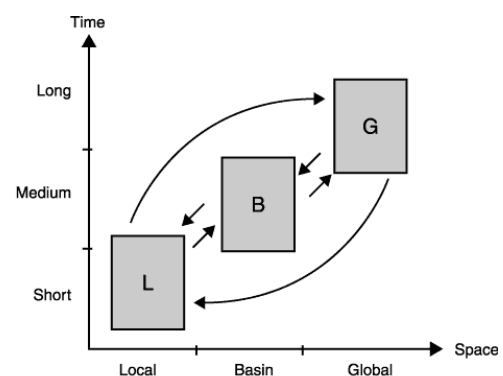 Time
Long
G
Medium
B
L
Short
Space
Local
Basin
Global